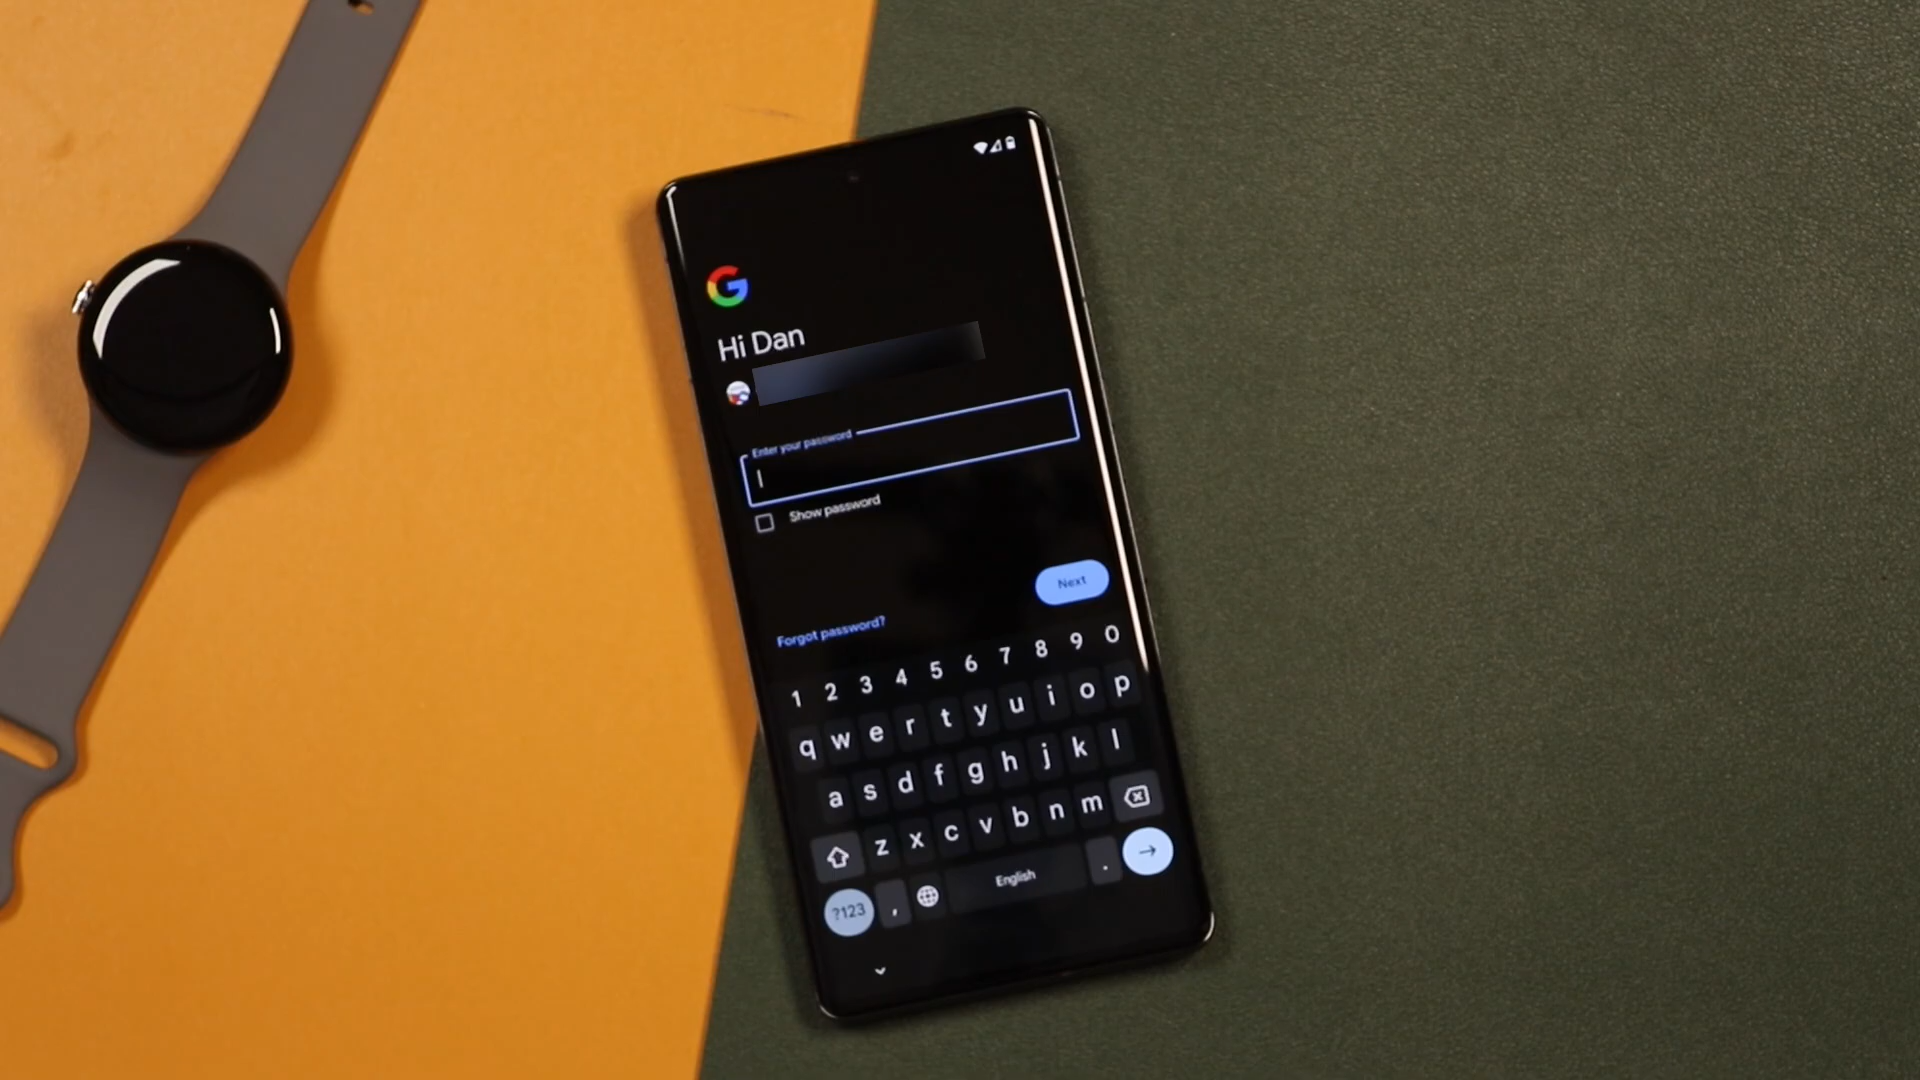 Hi Dan
Enter your password
Show password
Next
Forgot password?
1 2 3 4 5 6 7 8 9 0
q w e r t y u i o p
a s d f g h j k l
z x c v b n m
?123 , English .